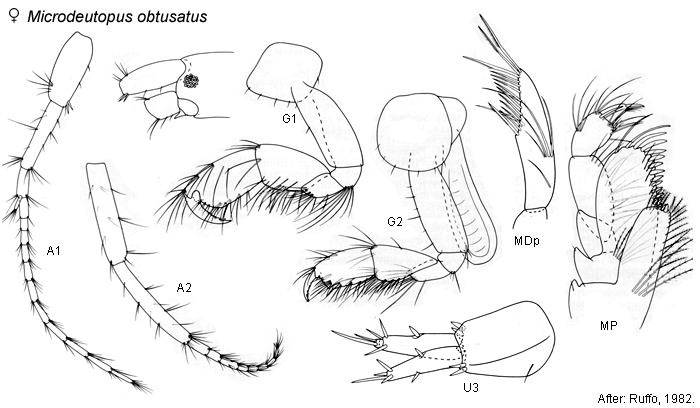 ♀ Microdeutopus obtusatus
G1
G2
A1
A2
MDp
MP
U3
After: Ruffo, 1982.